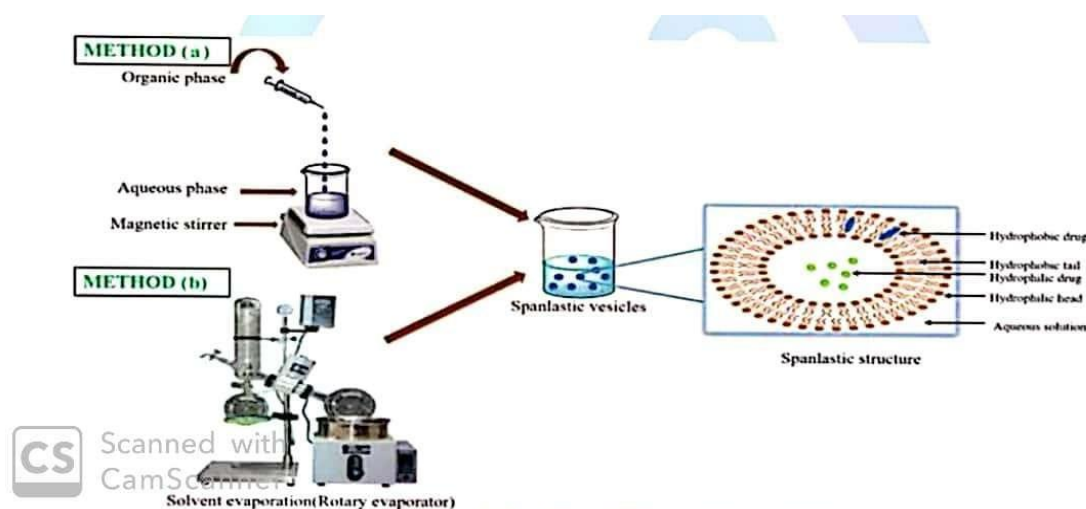 METHOD (a)
Organic phase
Aqueous phase
Magnetic stirrer
METHOD (b)
Solvent evaporation(Rotary evaporator)
Spanlastic vesicles
Hydrophobic drug
Hydrophobic tail
Hydrophilic drug
Hydrophilic head
Aqueous solution
Spanlastic structure
CS
Scanned with
CamScanner